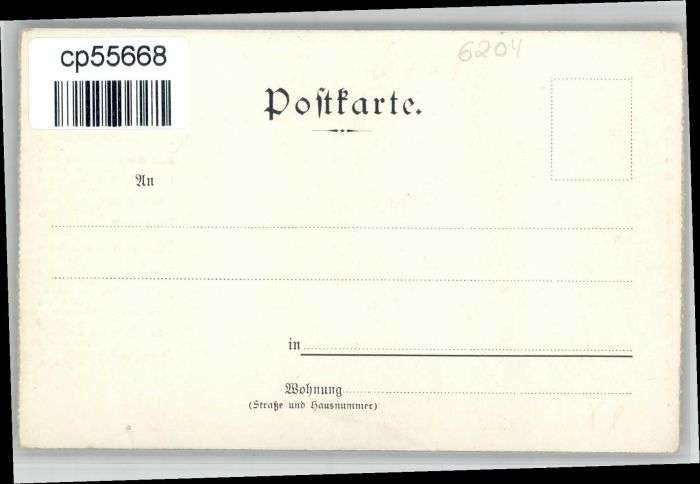 cp55668
6204
Poſtkarte.
An
in
Wohnung
(Straße und Hausnummer)